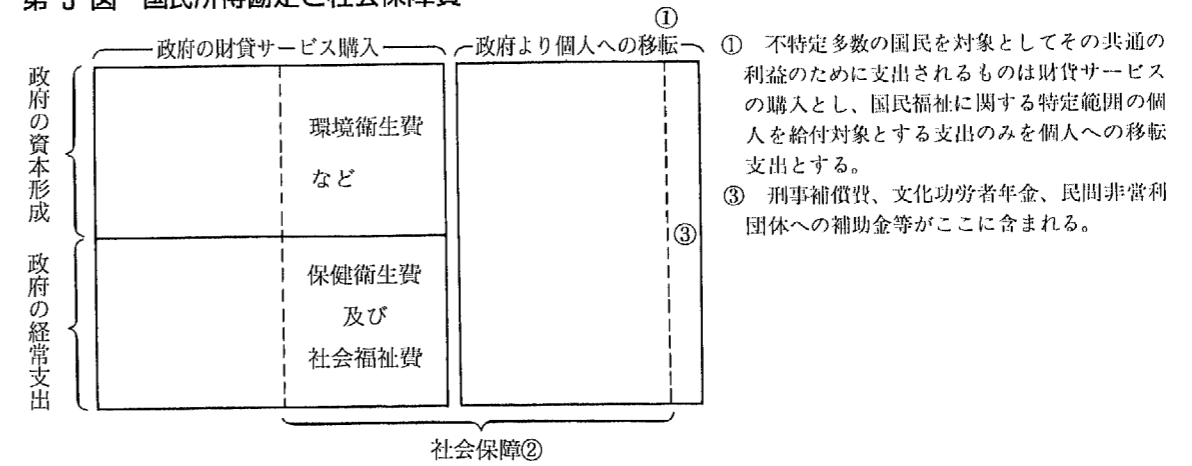 第 5 図 国民所得勘定と社会保障費
①
政府の財貸サービス購入
政府より個人への移転
政府の資本形成
環境衛生費
など
③
政府の経常支出
保健衛生費
及び
社会福祉費
社会保障②
① 不特定多数の国民を対象としてその共通の
利益のために支出されるものは財貨サービス
の購入とし、国民福祉に関する特定範囲の個
人を給付対象とする支出のみを個人への移転
支出とする。
③ 刑事補償費、文化功労者年金、民間非営利
団体への補助金等がここに含まれる。